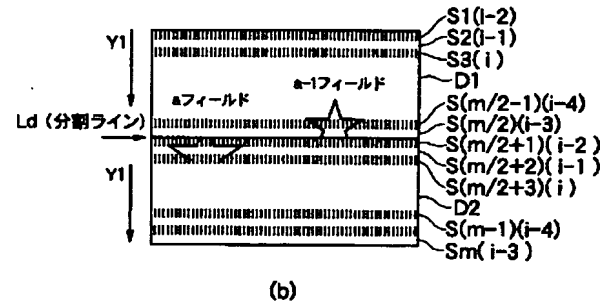 Y1
S1(i-2)
S2(i-1)
S3(i)
D1
a-1フィールド
aフィールド
S(m/2-1)(i-4)
Ld (分割ライン)
S(m/2)(i-3)
S(m/2+1)(i-2)
S(m/2+2)(i-1)
Y1
S(m/2+3)(i)
D2
S(m-1)(i-4)
Sm(i-3)
(b)